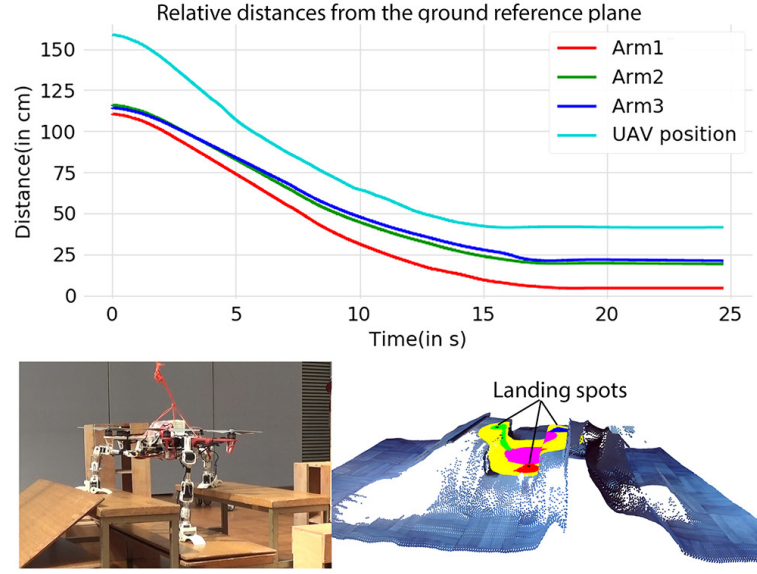 Relative distances from the ground reference plane
150
125
100
75
50
25
0
Distance(in cm)
Arm1
Arm2
Arm3
UAV position
0 5 10 15 20 25
Time(in s)
Landing spots